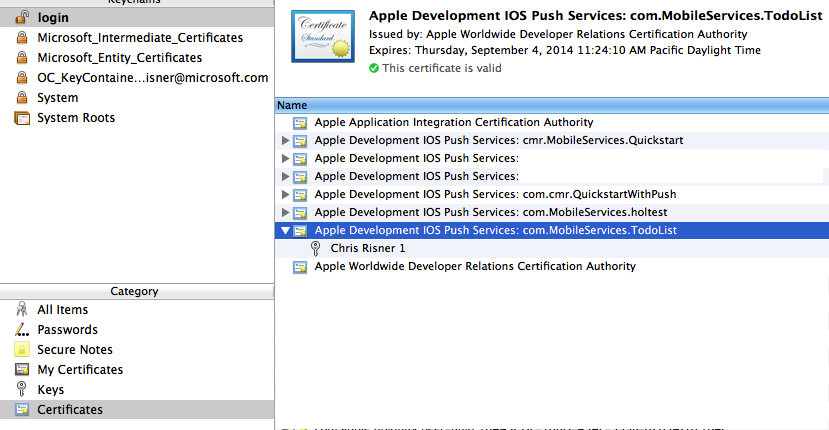 Keychains
login
Microsoft_Intermediate_Certificates
Microsoft_Entity_Certificates
OC_KeyContaine...isner@microsoft.com
System
System Roots
Category
All Items
Passwords
Secure Notes
My Certificates
Keys
Certificates
Apple Development IOS Push Services: com.MobileServices.TodoList
Issued by: Apple Worldwide Developer Relations Certification Authority
Expires: Thursday, September 4, 2014 11:24:10 AM Pacific Daylight Time
This certificate is valid
Certificate
Standard
Name
Apple Application Integration Certification Authority
Apple Development IOS Push Services: cmr.MobileServices.Quickstart
Apple Development IOS Push Services:
Apple Development IOS Push Services:
Apple Development IOS Push Services: com.cmr.QuickstartWithPush
Apple Development IOS Push Services: com.MobileServices.holtest
Apple Development IOS Push Services: com.MobileServices.TodoList
Chris Risner 1
Apple Worldwide Developer Relations Certification Authority